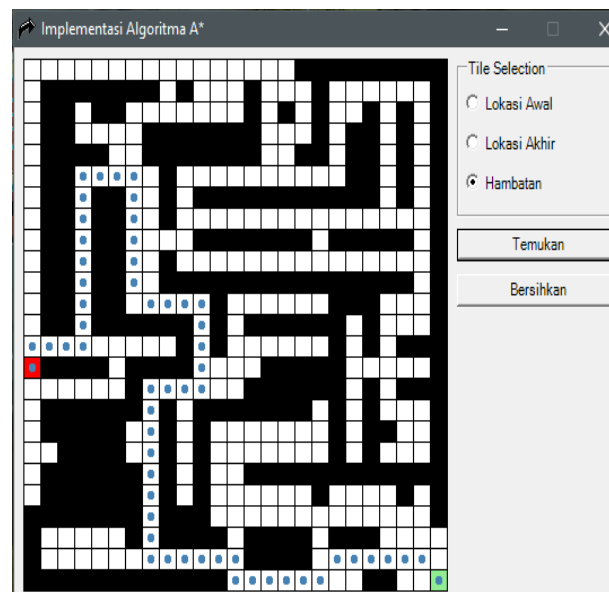 Implementasi Algoritma A*
Tile Selection
Lokasi Awal
Lokasi Akhir
Hambatan
Temukan
Bersihkan